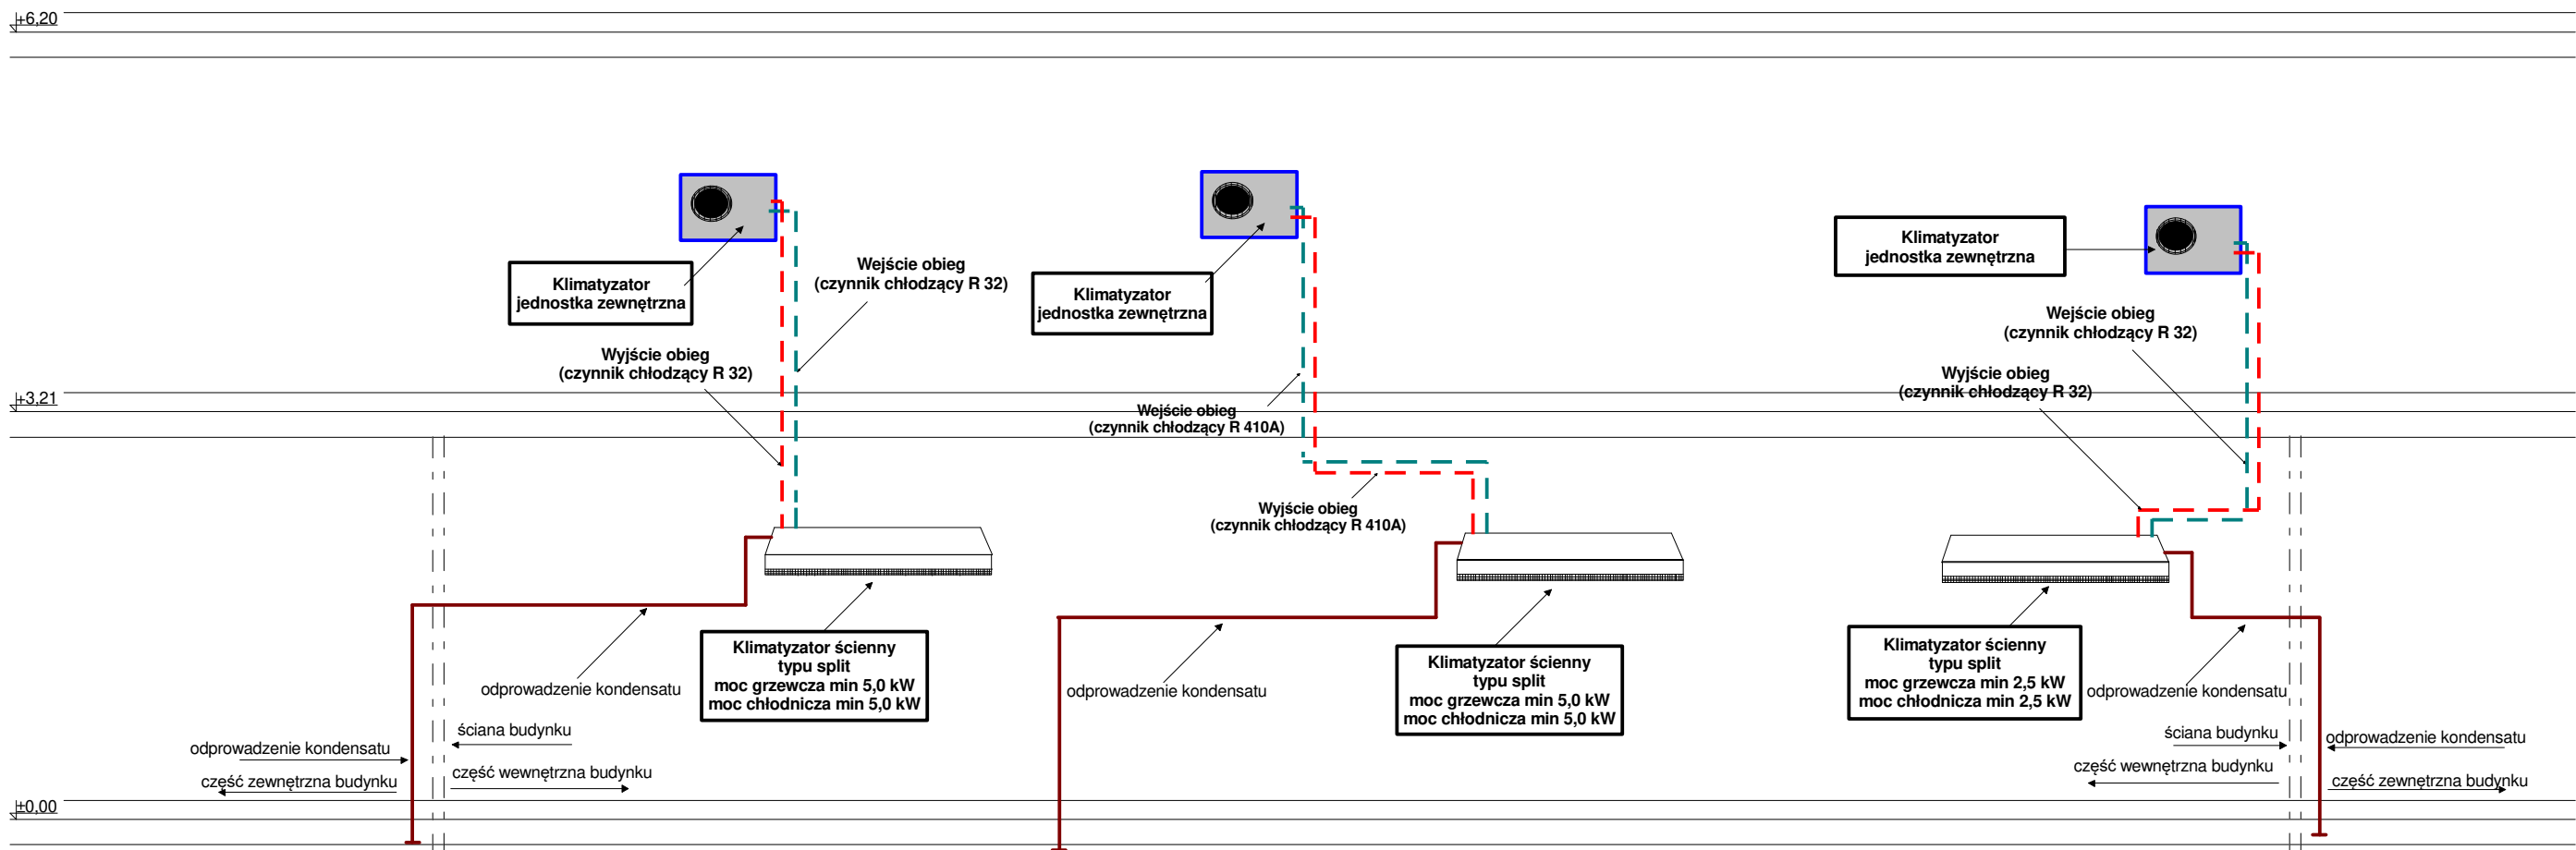 +6,20
Klimatyzator
jednostka zewnętrzna
Wejście obieg
(czynnik chłodzący R 32)
Wyjście obieg
(czynnik chłodzący R 32)
Klimatyzator
jednostka zewnętrzna
Wejście obieg
(czynnik chłodzący R 410A)
Wyjście obieg
(czynnik chłodzący R 410A)
Klimatyzator
jednostka zewnętrzna
Wejście obieg
(czynnik chłodzący R 32)
Wyjście obieg
(czynnik chłodzący R 32)
+3,21
Klimatyzator ścienny
typu split
moc grzewcza min 5,0 kW
moc chłodnicza min 5,0 kW
odprowadzenie kondensatu
ściana budynku
odprowadzenie kondensatu
część wewnętrzna budynku
część zewnętrzna budynku
Klimatyzator ścienny
typu split
moc grzewcza min 5,0 kW
moc chłodnicza min 5,0 kW
odprowadzenie kondensatu
Klimatyzator ścienny
typu split
moc grzewcza min 2,5 kW
moc chłodnicza min 2,5 kW
odprowadzenie kondensatu
ściana budynku
odprowadzenie kondensatu
część wewnętrzna budynku
część zewnętrzna budynku
±0,00